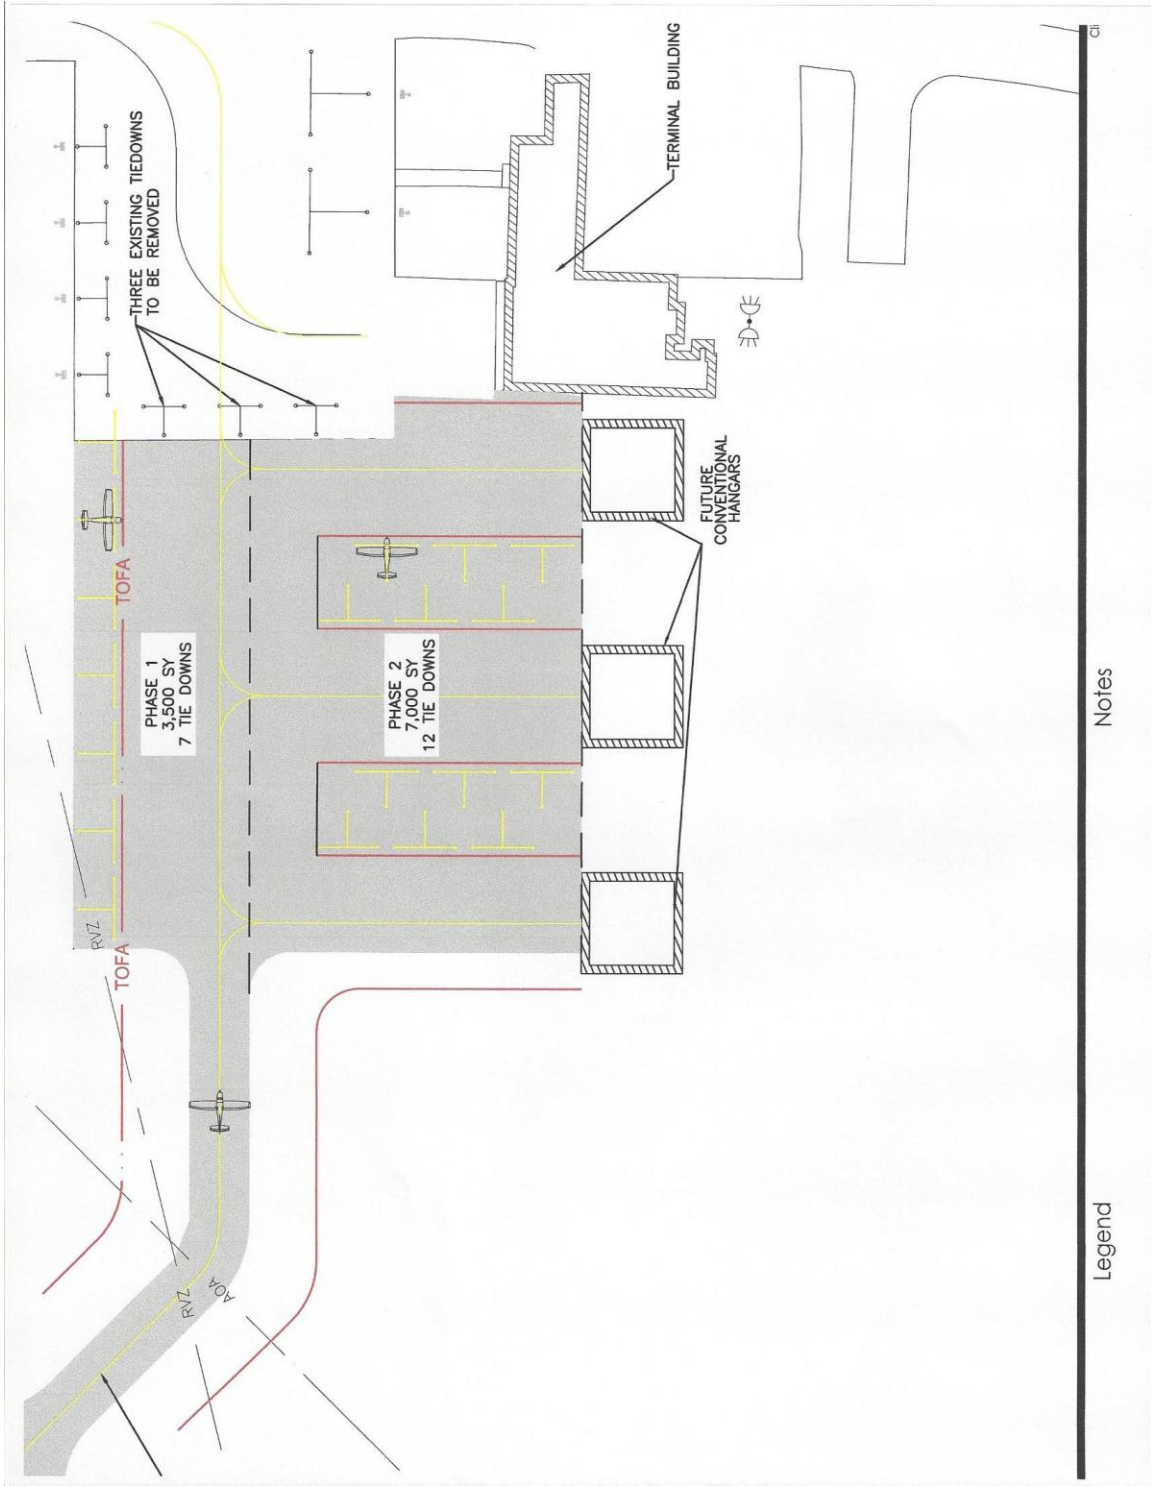 THREE EXISTING TIEDOWNS
TO BE REMOVED
TERMINAL BUILDING
TOFA
PHASE 1
3,500 SY
7 TIE DOWNS
PHASE 2
7,000 SY
12 TIE DOWNS
FUTURE
CONVENTIONAL
HANGARS
RVZ
TOFA
RVZ
AOA
Notes
Legend